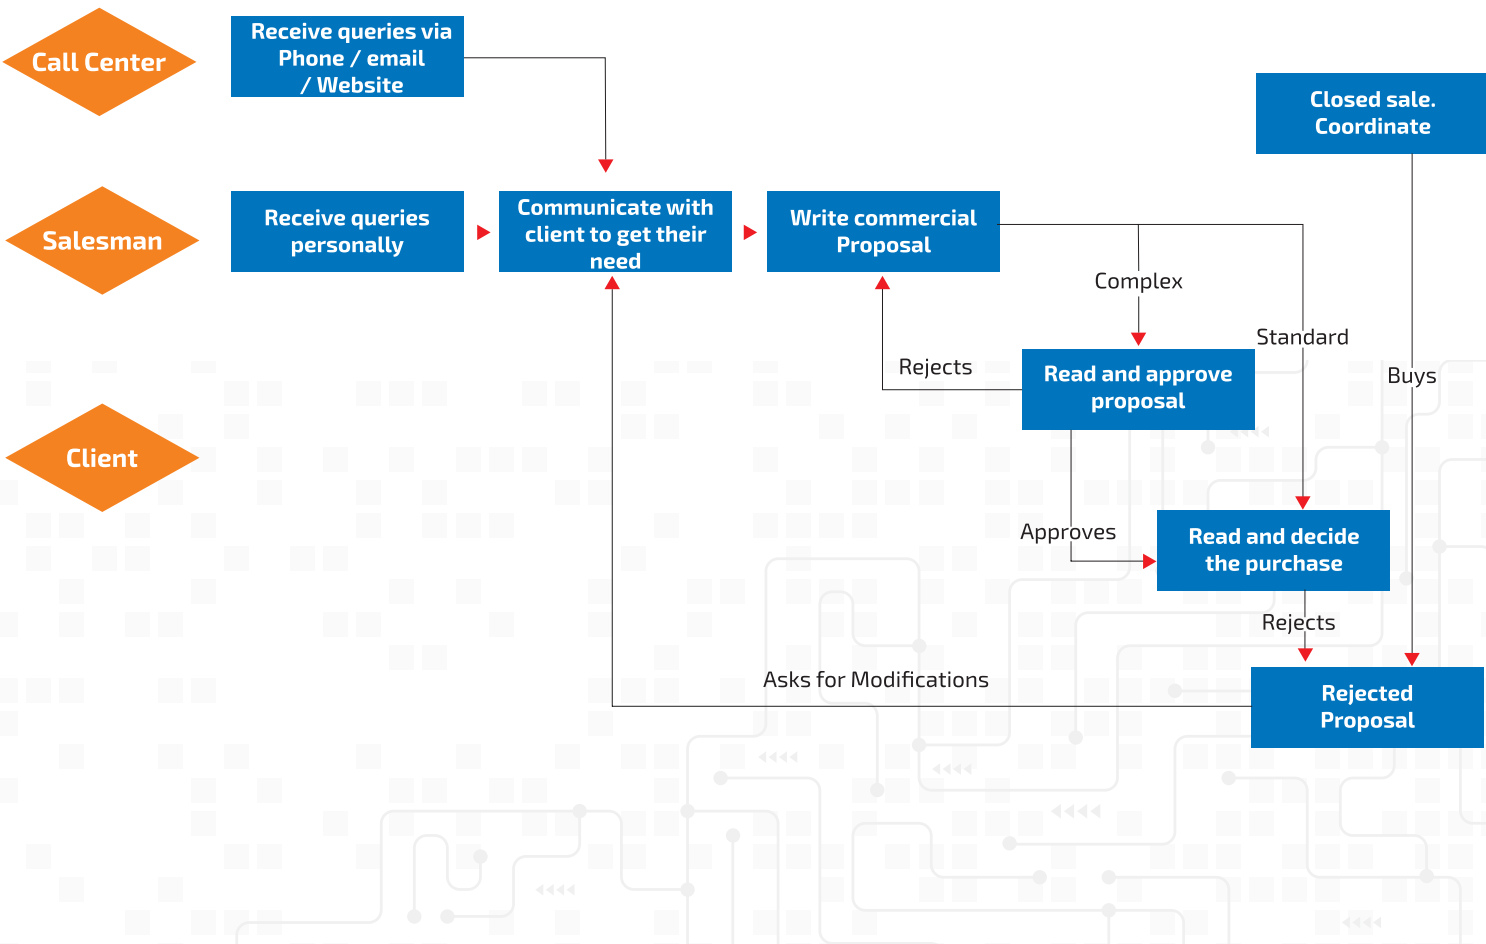 Call Center
Receive queries via
Phone / email
/ Website
Closed sale.
Coordinate
Salesman
Receive queries
personally
Communicate with
client to get their
need
Write commercial
Proposal
Complex
Standard
Rejects
Read and approve
proposal
Buys
Client
Approves
Read and decide
the purchase
Rejects
Asks for Modifications
Rejected
Proposal